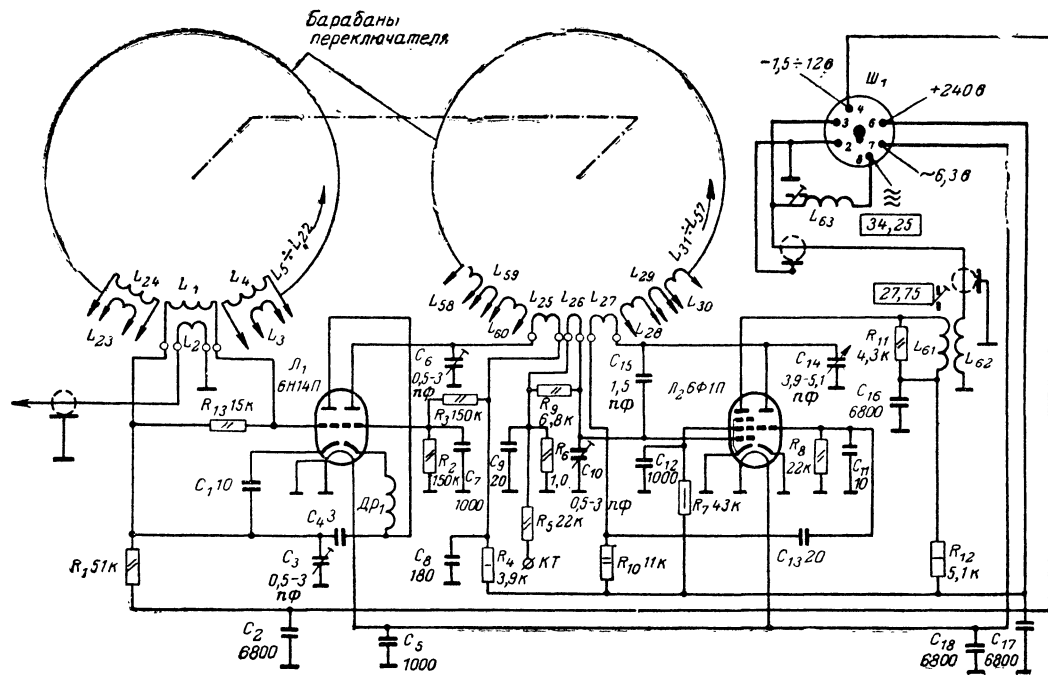 Барабаны
переключателя
-1,5÷12в
Ш1
+240в
4
3
6
2
7
8
~6,3в
≈
L63
34,25
27,75
L5÷L22
L31÷L57
L24
L1
L4
L23
L2
L3
L59
L58
L60
L25
L26
L27
L29
L30
L28
Л1
6Н14П
C6
0,5-3
пФ
C15
1,5
пФ
Л2 6Ф1П
C14
3,9-5,1
пФ
R11
4,3к
L61
L62
C16
6800
R13 15к
R3 150к
R9
6,8к
R2
150к
C7
1000
C9
20
R6
1,0
C10
0,5-3 пФ
C12
1000
R7 43к
R8
22к
C11
10
C1 10
ДР1
C4 3
C3
0,5-3
пФ
R1 51к
R5 22к
КТ
C8
180
R4
3,9к
R10 11к
C13 20
R12
5,1к
C2
6800
C5
1000
C18
6800
C17
6800